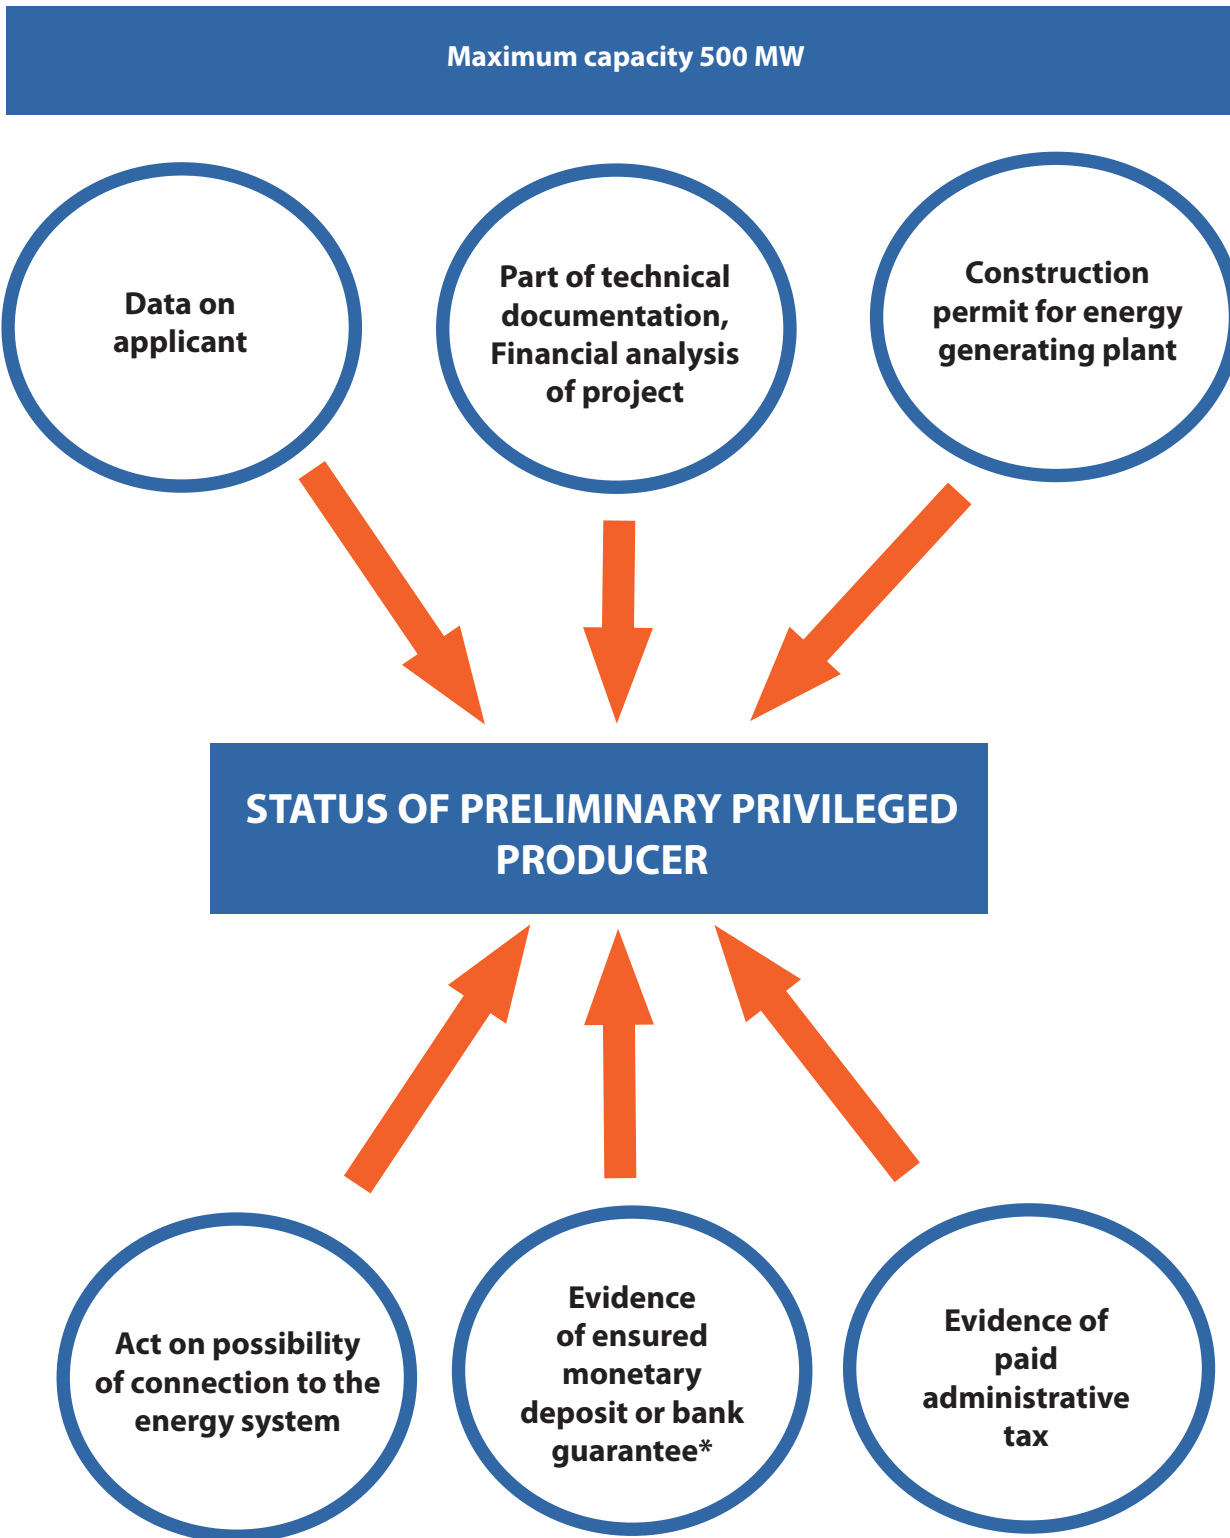 Maximum capacity 500 MW
Data on
applicant
Part of technical
documentation,
Financial analysis
of project
Construction
permit for energy
generating plant
STATUS OF PRELIMINARY PRIVILEGED
PRODUCER
Act on possibility
of connection to the
energy system
Evidence
of ensured
monetary
deposit or bank
guarantee*
Evidence of
paid
administrative
tax